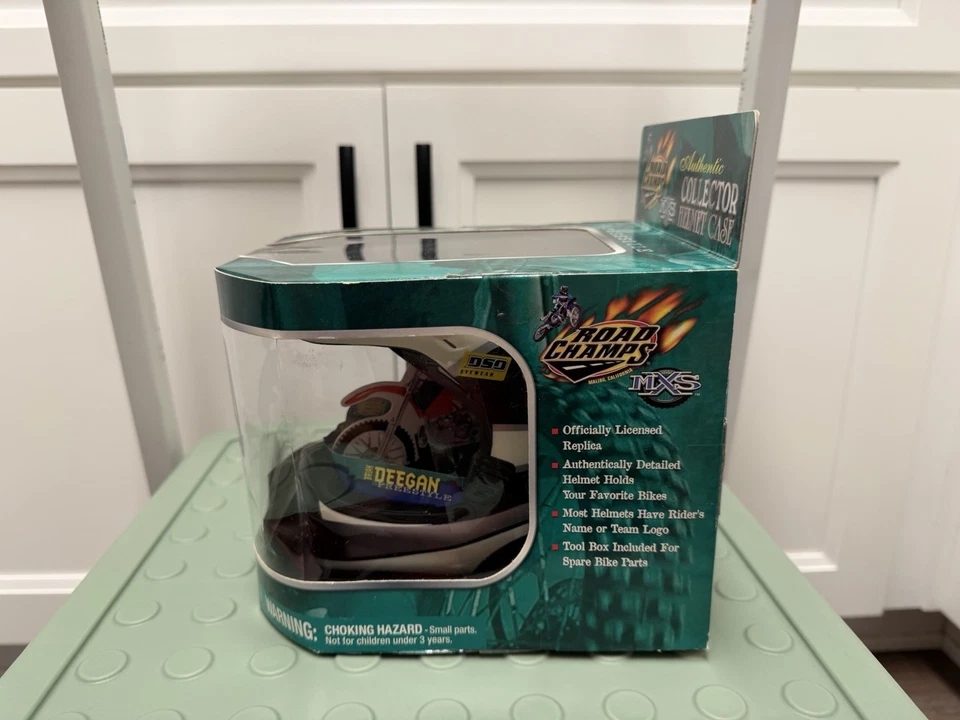 Authentic
COLLECTOR
HELMET CASE
ROAD
CHAMPS
MALIBU, CALIFORNIA
MXS
Officially Licensed
Replica
Authentically Detailed
Helmet Holds
Your Favorite Bikes
Most Helmets Have Rider's
Name or Team Logo
Tool Box Included For
Spare Bike Parts
DSO
EYEWEAR
DEEGAN
FREESTYLE
WARNING: CHOKING HAZARD - Small parts.
Not for children under 3 years.